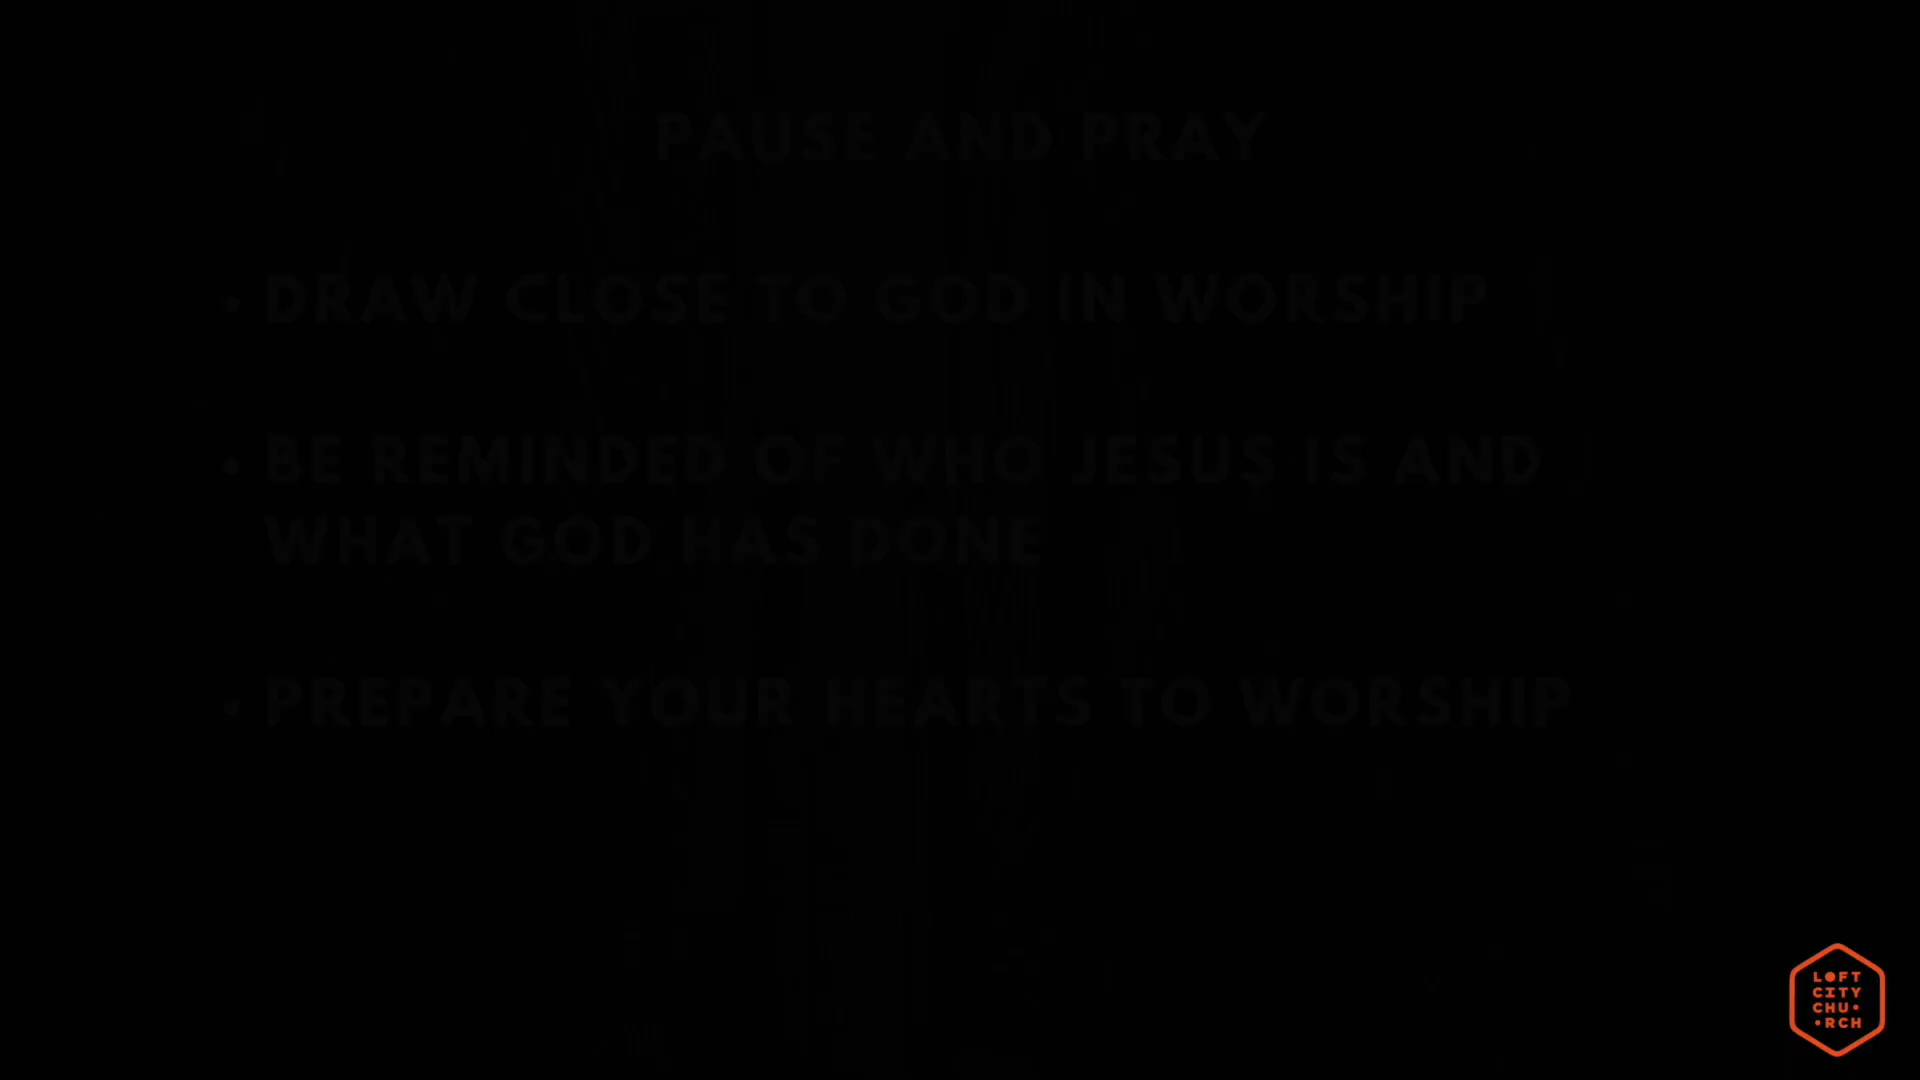 PAUSE AND PRAY
• DRAW CLOSE TO GOD IN WORSHIP
• BE REMINDED OF WHO JESUS IS AND
WHAT GOD HAS DONE
• PREPARE YOUR HEARTS TO WORSHIP
LOFT
CITY
CHU•
•RCH